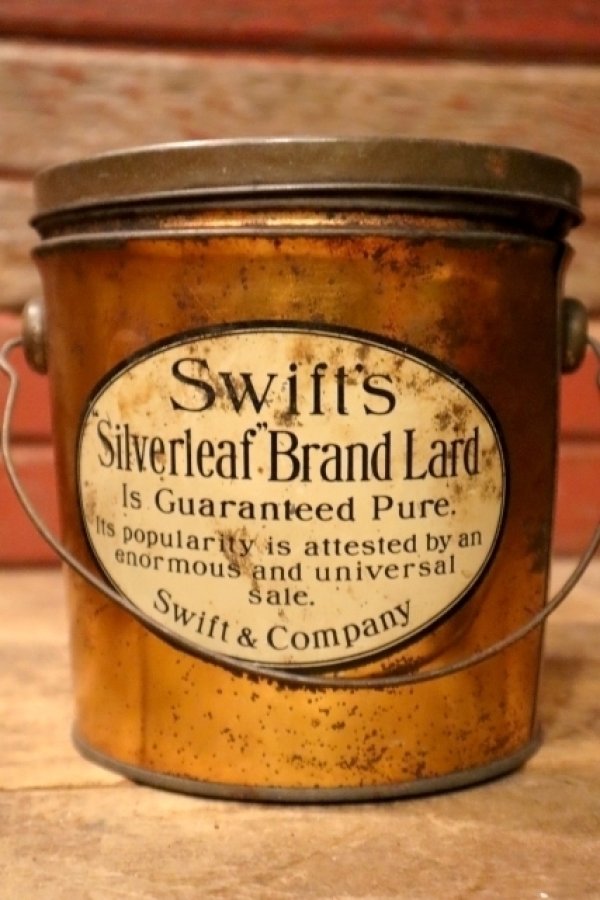 Swift's
"Silverleaf" Brand Lard
Is Guaranteed Pure.
Its popularity is attested by an
enormous and universal
sale.
Swift & Company